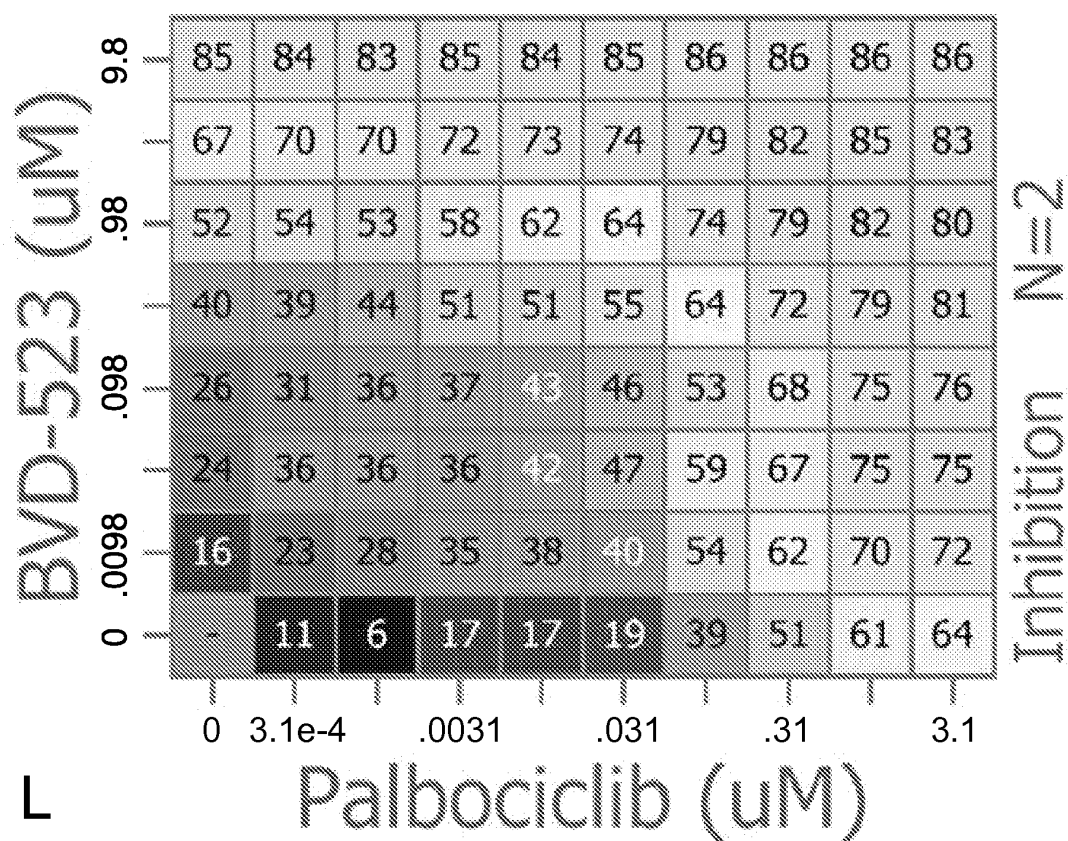 BVD-523 (uM)
9.8 85 84 83 85 84 85 86 86 86 86
67 70 70 72 73 74 79 82 85 83
.98 52 54 53 58 62 64 74 79 82 80
40 39 44 51 51 55 64 72 79 81
.098 26 31 36 37 43 46 53 68 75 76
24 36 36 36 42 47 59 67 75 75
.0098 16 23 28 35 38 40 54 62 70 72
0 - 11 6 17 17 19 39 51 61 64
0 3.1e-4 .0031 .031 .31 3.1
Palbociclib (uM)
Inhibition N=2
L